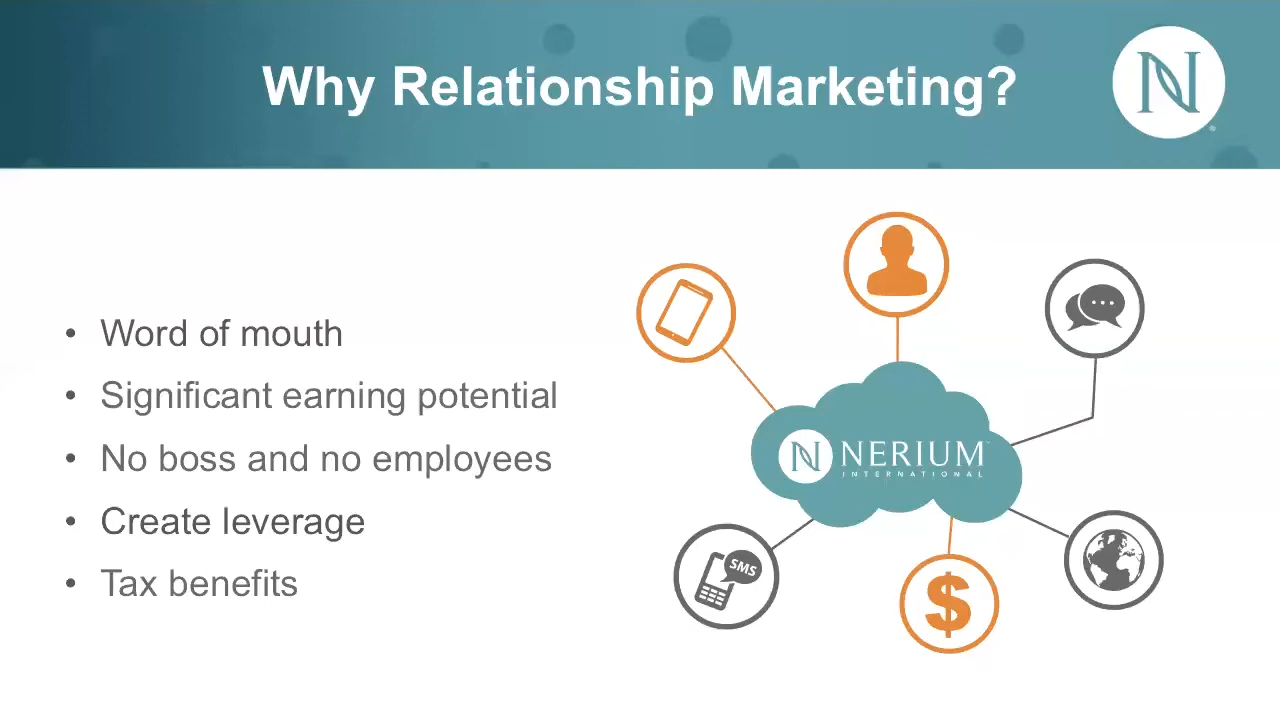 Why Relationship Marketing?
N
• Word of mouth
• Significant earning potential
• No boss and no employees
• Create leverage
• Tax benefits
N NERIUM
INTERNATIONAL
SMS
$